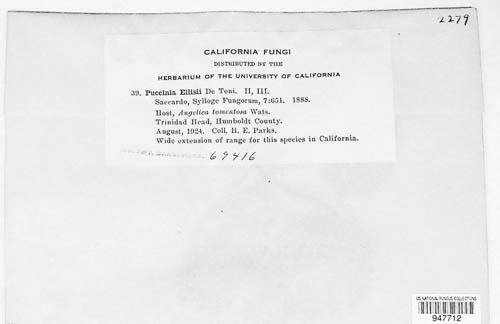 2279
CALIFORNIA FUNGI
DISTRIBUTED BY THE
HERBARIUM OF THE UNIVERSITY OF CALIFORNIA
39. Puccinia Ellisii De Toni. II, III.
Saccardo, Sylloge Fungorum, 7:651. 1888.
Host, Angelica tomentosa Wats.
Trinidad Head, Humboldt County.
August, 1924. Coll. H. E. Parks.
Wide extension of range for this species in California.
69416
US NATIONAL FUNGUS COLLECTIONS
947712